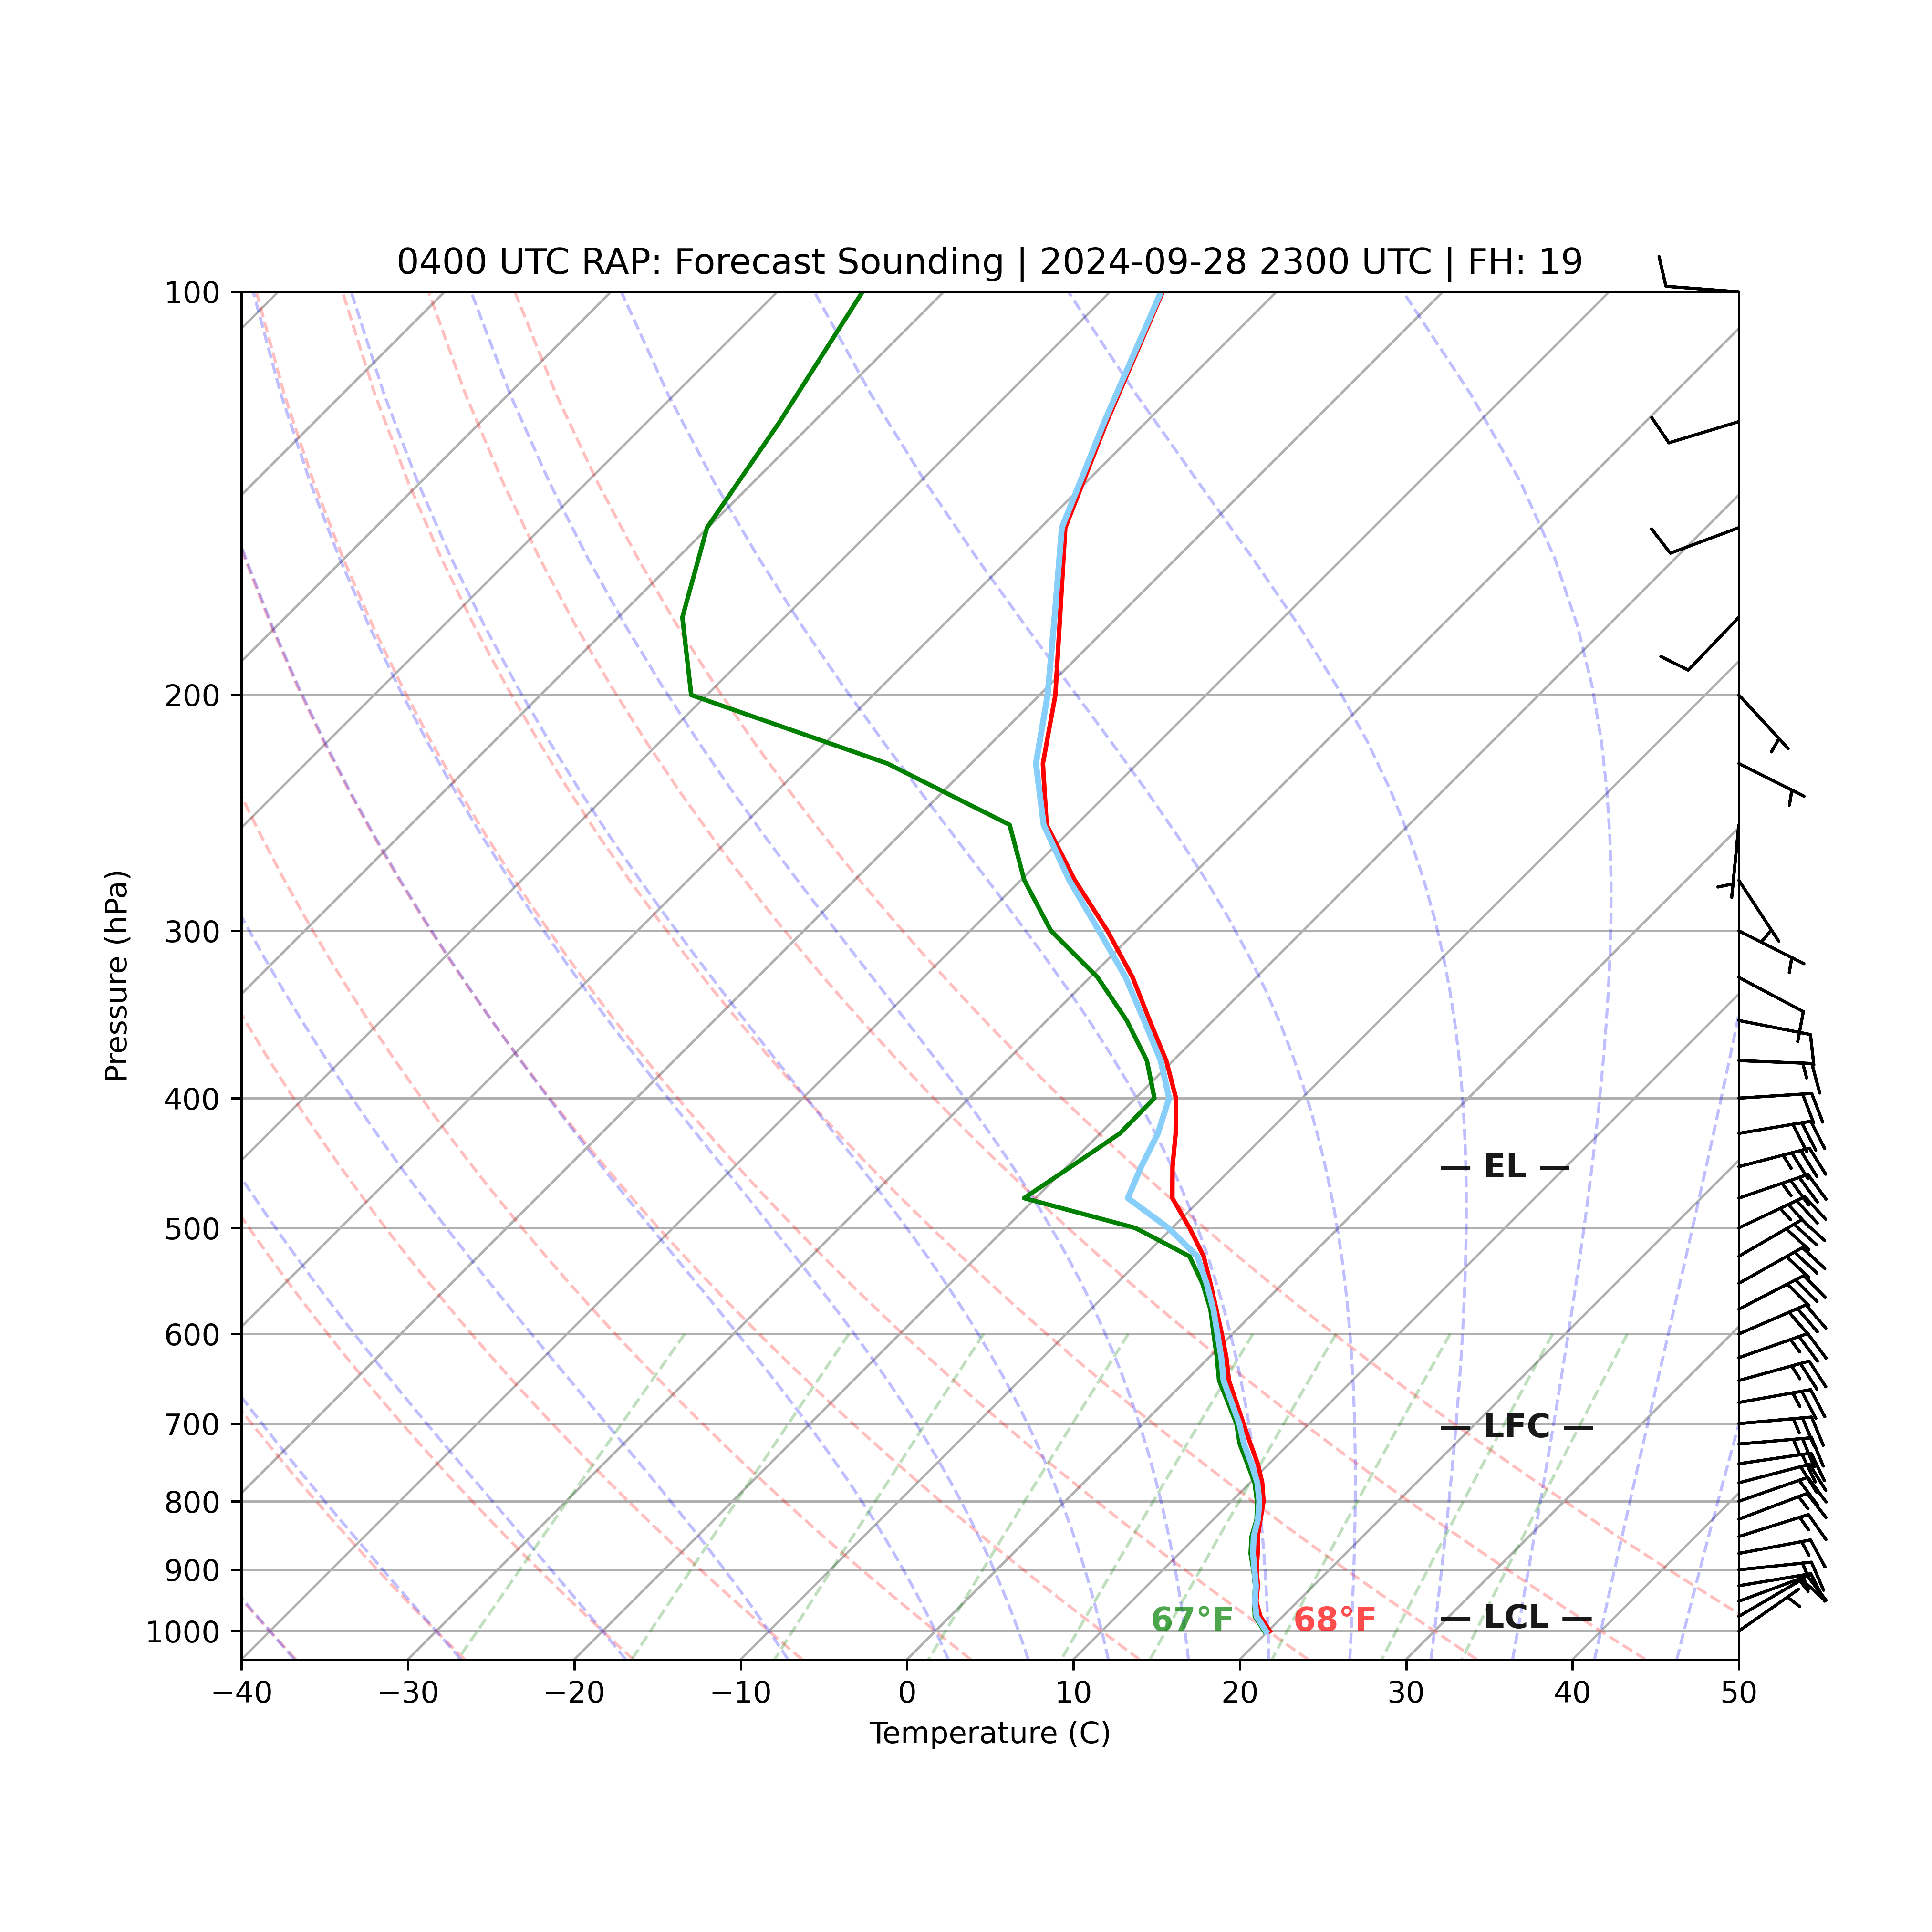 0400 UTC RAP: Forecast Sounding | 2024-09-28 2300 UTC | FH: 19
100
200
300
400
500
600
700
800
900
1000
Pressure (hPa)
— EL —
— LFC —
— LCL —
67°F
68°F
−40
−30
−20
−10
0
10
20
30
40
50
Temperature (C)